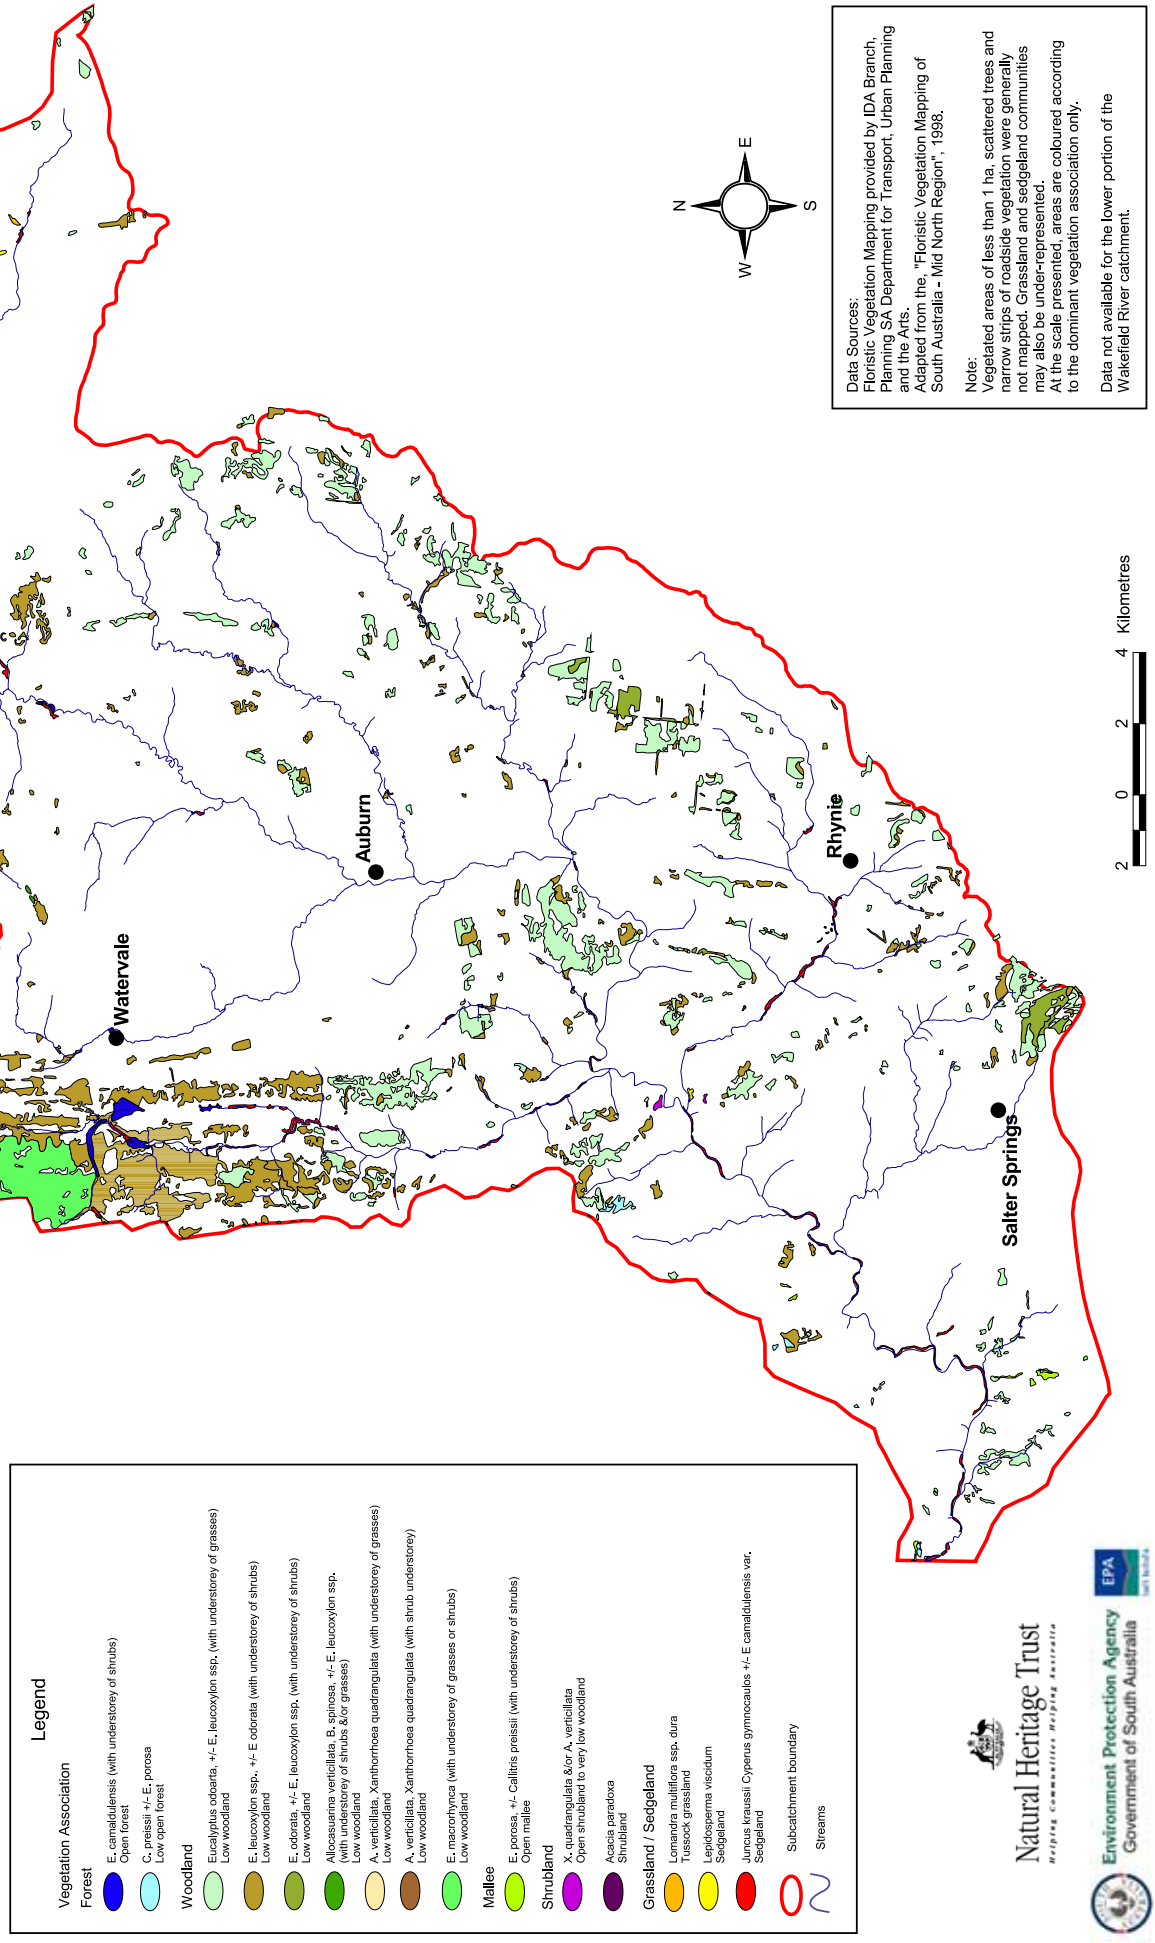 Legend
Vegetation Association
Forest
E. camaldulensis (with understorey of shrubs)
Open forest
C. preissii +/- E. porosa
Low open forest
Woodland
Eucalyptus odoarta, +/- E. leucoxylon ssp. (with understorey of grasses)
Low woodland
E. leucoxylon ssp., +/- E odorata (with understorey of shrubs)
Low woodland
E. odorata, +/- E. leucoxylon ssp, (with understorey of shrubs)
Low woodland
Allocasuarina verticillata, B. spinosa, +/- E. leucoxylon ssp.
(with understorey of shrubs &/or grasses)
Low woodland
A. verticillata, Xanthorrhoea quadrangulata (with understorey of grasses)
Low woodland
A. verticillata, Xanthorrhoea quadrangulata (with shrub understorey)
Low woodland
E. macrorhynca (with understorey of grasses or shrubs)
Low woodland
Mallee
E. porosa, +/- Callitris preissii (with understorey of shrubs)
Open mallee
Shrubland
X. quadrangulata &/or A. verticillata
Open shrubland to very low woodland
Acacia paradoxa
Shrubland
Grassland / Sedgeland
Lomandra multiflora ssp. dura
Tussock grassland
Lepidosperma viscidum
Sedgeland
Juncus kraussii Cyperus gymnocaulos +/- E camaldulensis var.
Sedgeland
Subcatchment boundary
Streams
Watervale
Auburn
Rhynie
Salter Springs
N
E
S
W
2 0 2 4 Kilometres
Data Sources:
Floristic Vegetation Mapping provided by IDA Branch,
Planning SA Department for Transport, Urban Planning
and the Arts.
Adapted from the, "Floristic Vegetation Mapping of
South Australia - Mid North Region", 1998.
Note:
Vegetated areas of less than 1 ha, scattered trees and
narrow strips of roadside vegetation were generally
not mapped. Grassland and sedgeland communities
may also be under-represented.
At the scale presented, areas are coloured according
to the dominant vegetation association only.
Data not available for the lower portion of the
Wakefield River catchment.
Natural Heritage Trust
Helping Communities Helping Australia
Environment Protection Agency
Government of South Australia
EPA